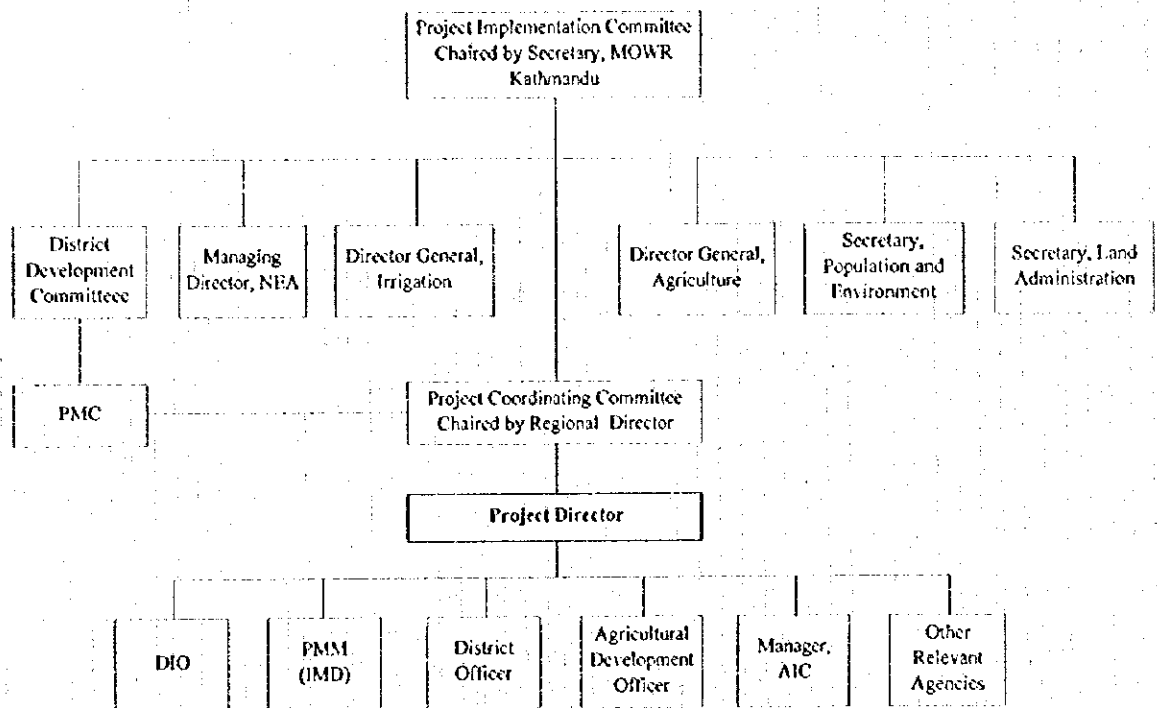 Project Implementation Committee
Chaired by Secretary, MOWR
Kathmandu
District
Development
Committeee
Managing
Director, NEA
Director General,
Irrigation
Director General,
Agriculture
Secretary,
Population and
Environment
Secretary, Land
Administration
PMC
Project Coordinating Committee
Chaired by Regional Director
Project Director
DIO
PMM
(IMD)
District
Officer
Agricultural
Development
Officer
Manager,
AIC
Other
Relevant
Agencies